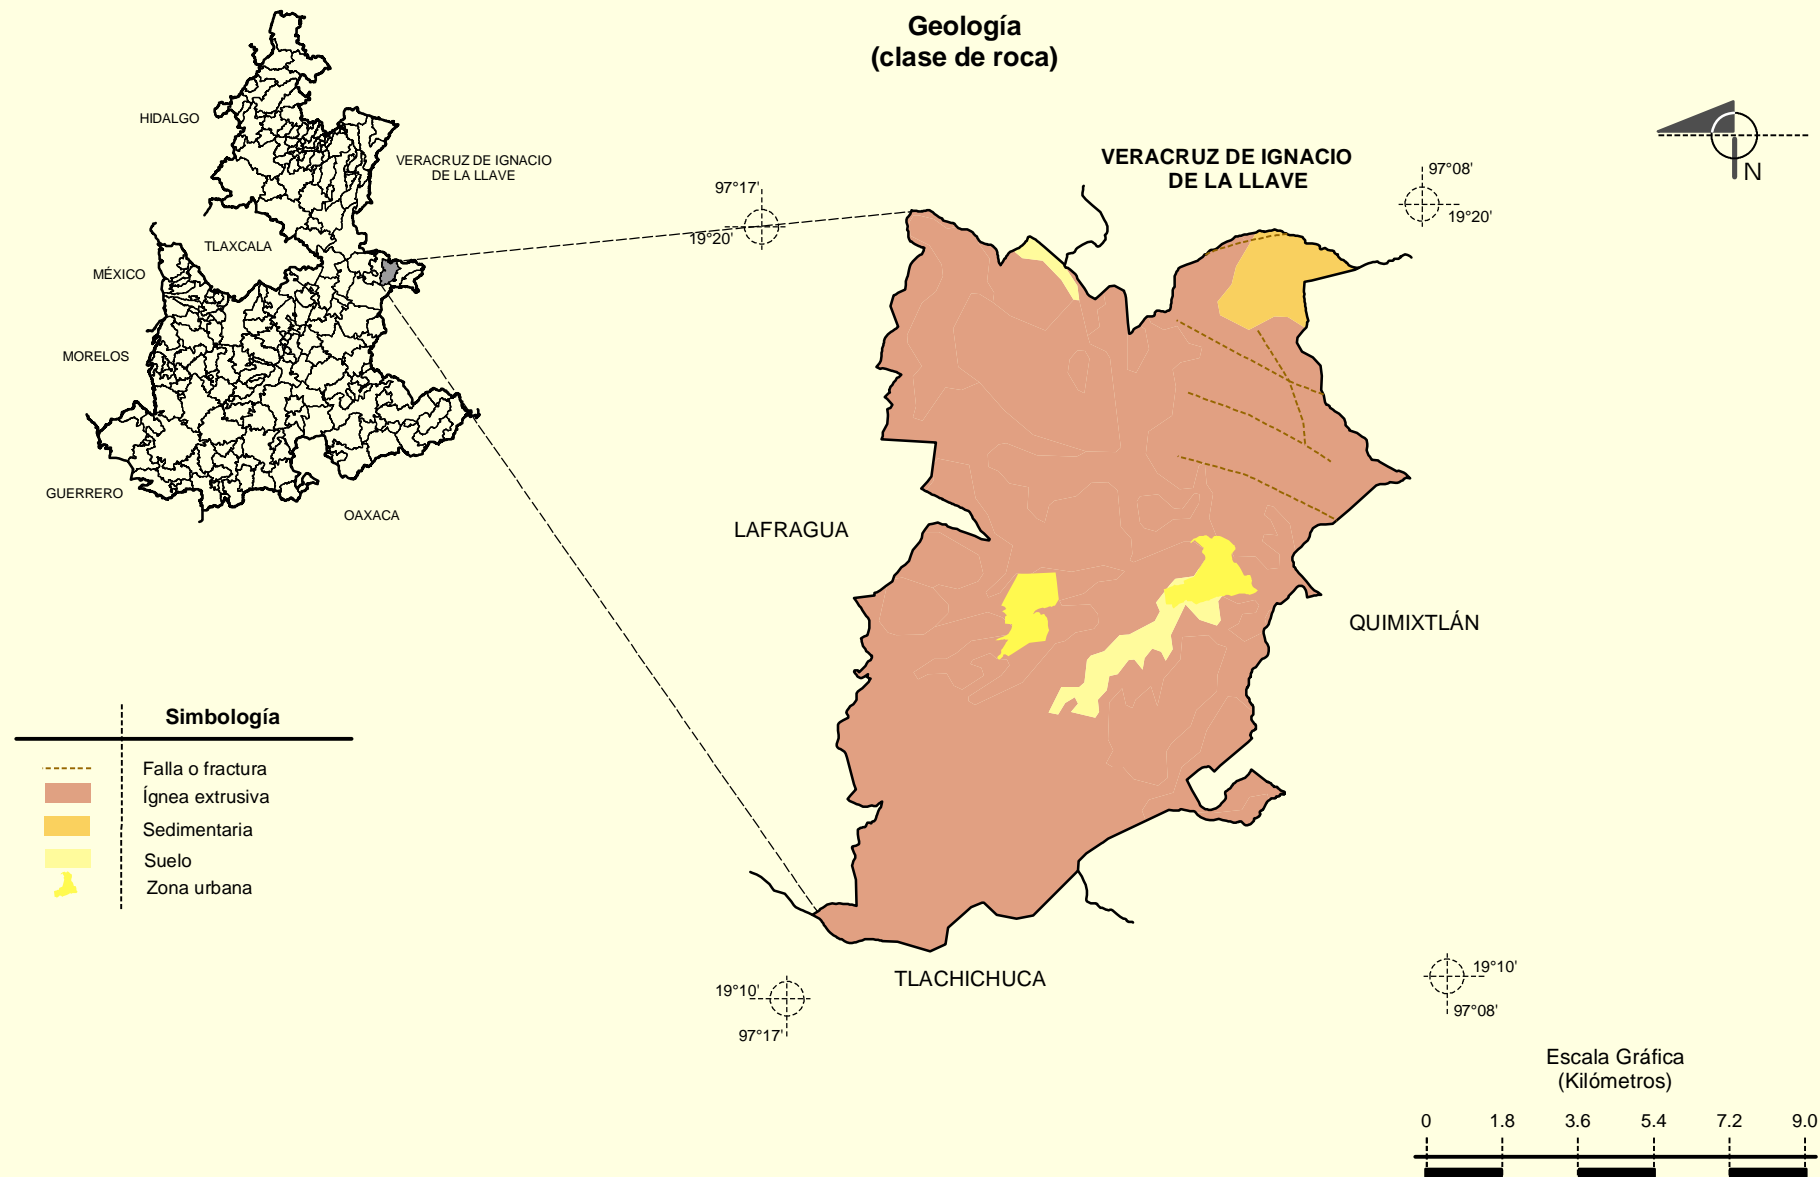 Geología
(clase de roca)
HIDALGO
VERACRUZ DE IGNACIO
DE LA LLAVE
TLAXCALA
MÉXICO
MORELOS
GUERRERO
OAXACA
97°17'
19°20'
VERACRUZ DE IGNACIO
DE LA LLAVE
97°08'
19°20'
N
LAFRAGUA
QUIMIXTLÁN
TLACHICHUCA
19°10'
97°17'
19°10'
97°08'
Simbología
Falla o fractura
Ígnea extrusiva
Sedimentaria
Suelo
Zona urbana
Escala Gráfica
(Kilómetros)
0 1.8 3.6 5.4 7.2 9.0